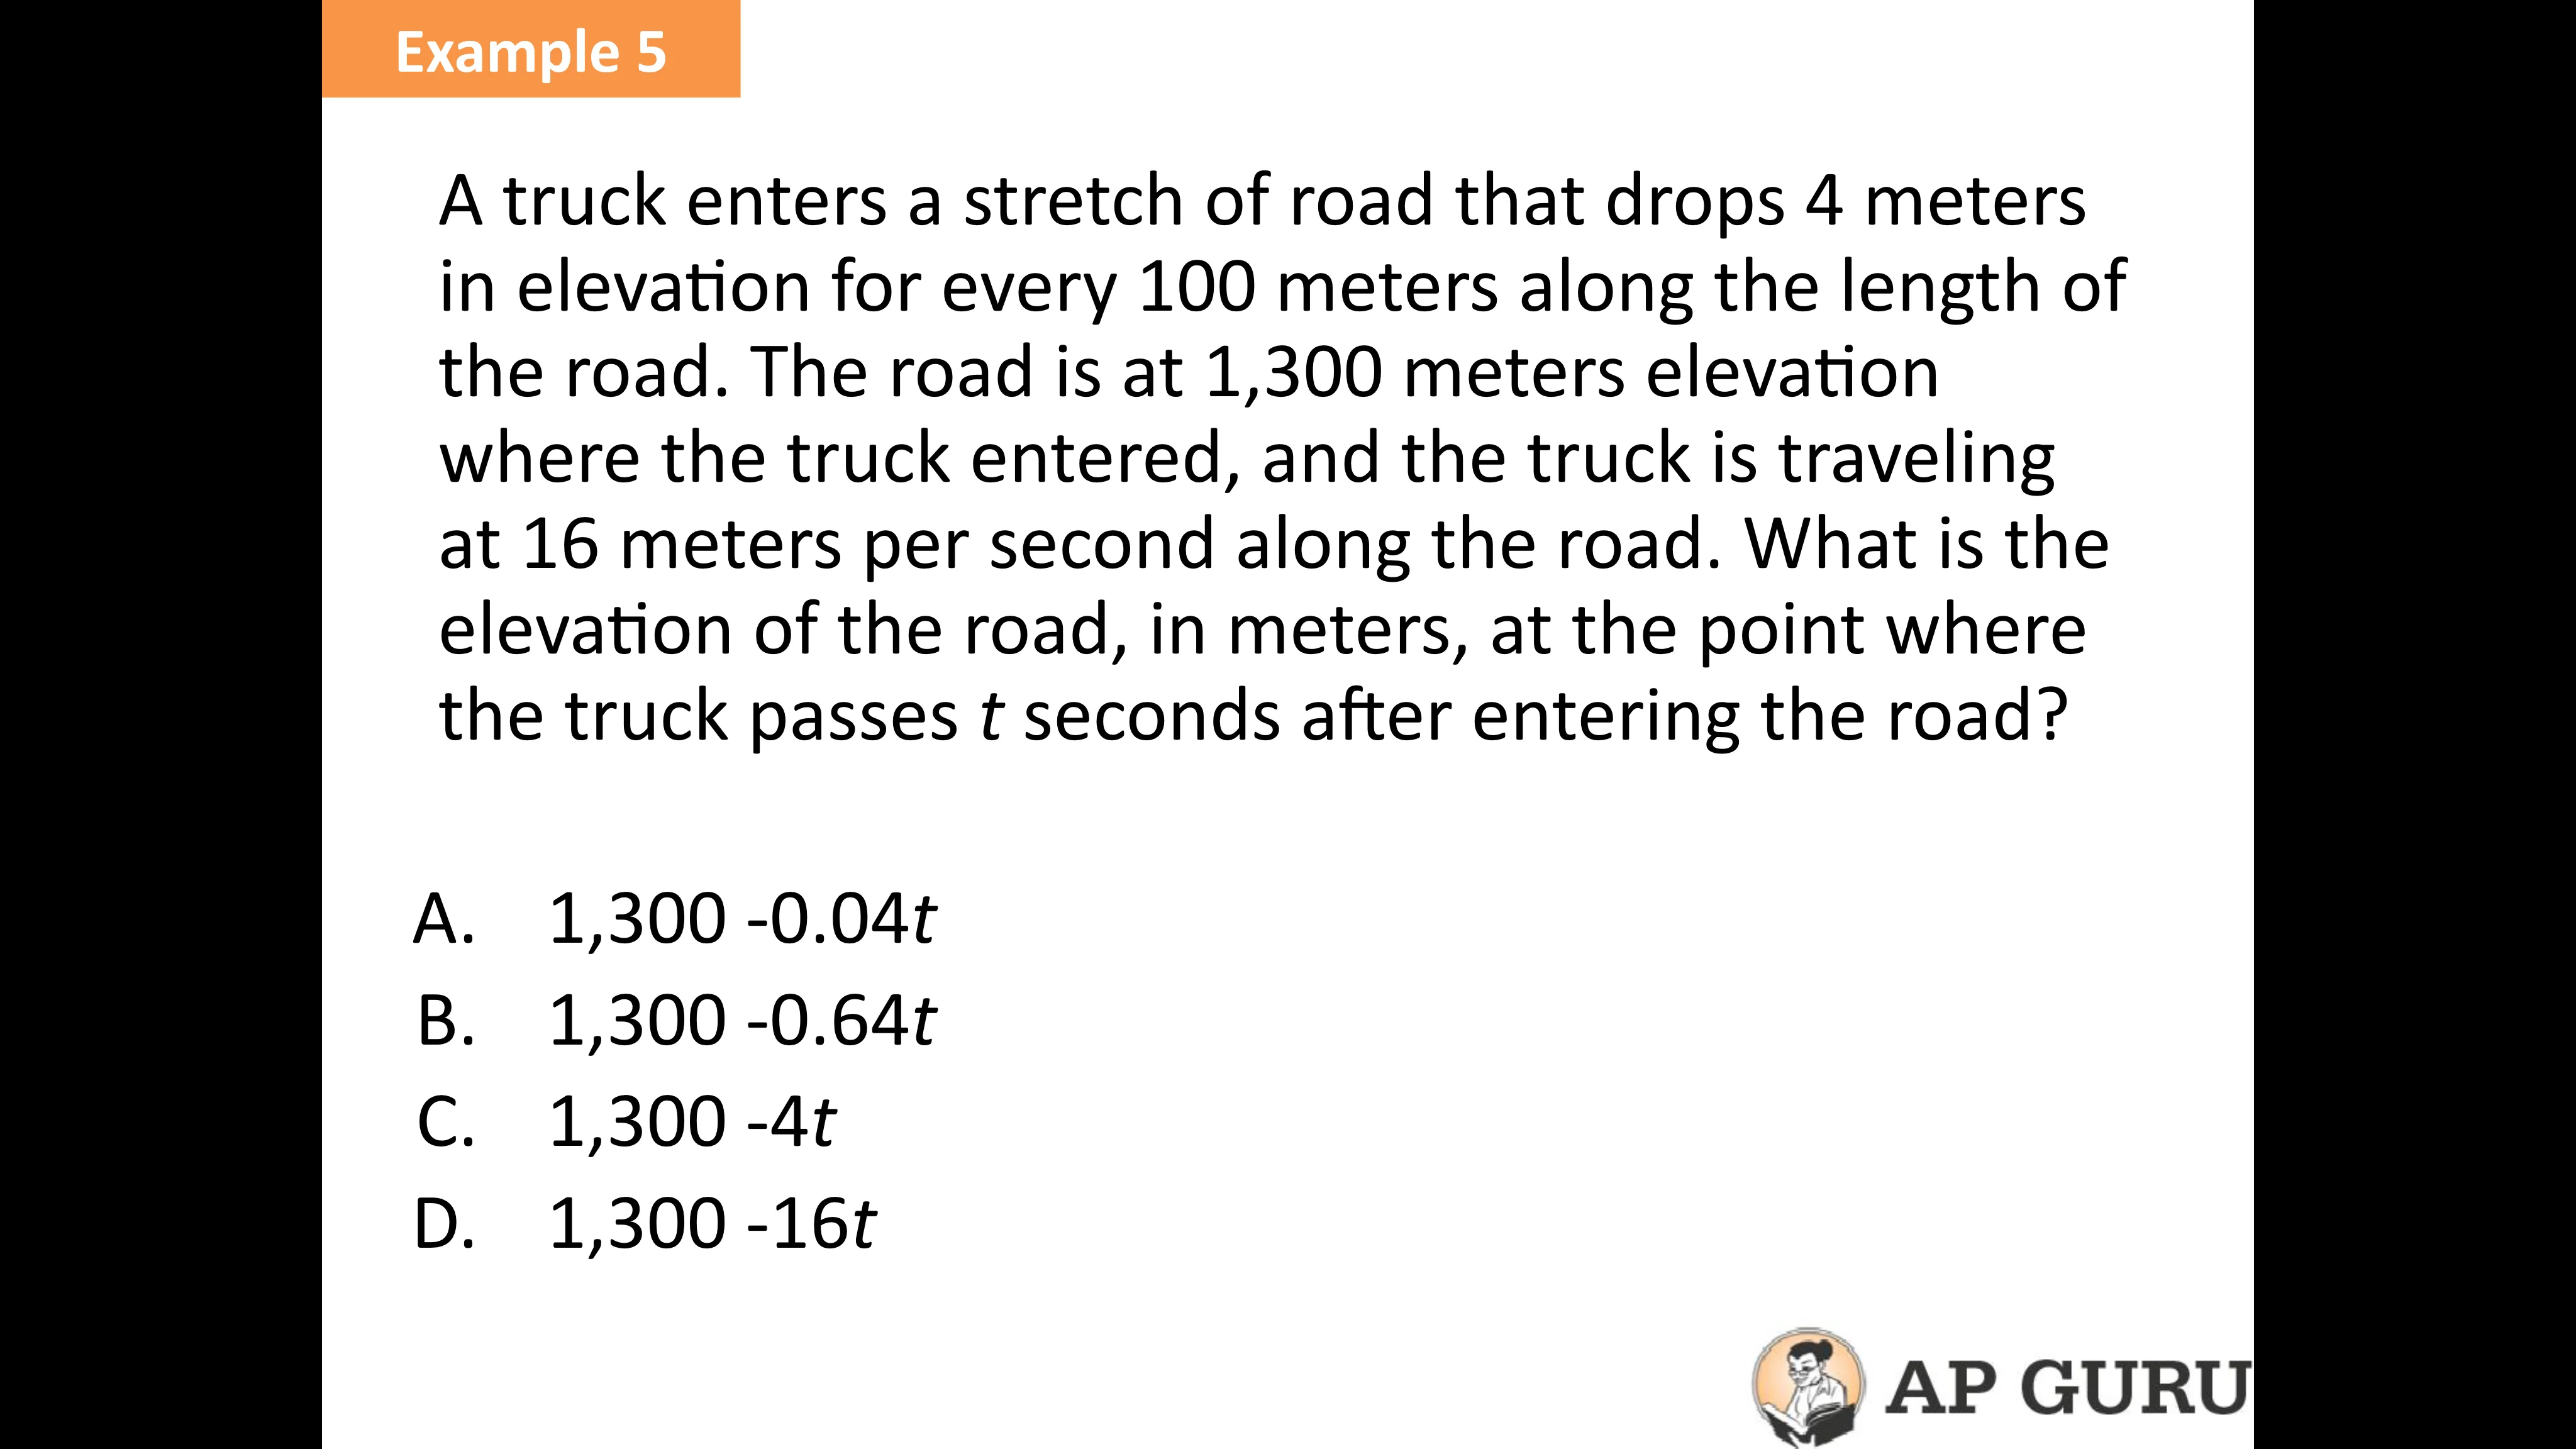 Example 5
A truck enters a stretch of road that drops 4 meters
in elevation for every 100 meters along the length of
the road. The road is at 1,300 meters elevation
where the truck entered, and the truck is traveling
at 16 meters per second along the road. What is the
elevation of the road, in meters, at the point where
the truck passes t seconds after entering the road?
A. 1,300 -0.04t
B. 1,300 -0.64t
C. 1,300 -4t
D. 1,300 -16t
AP GURU